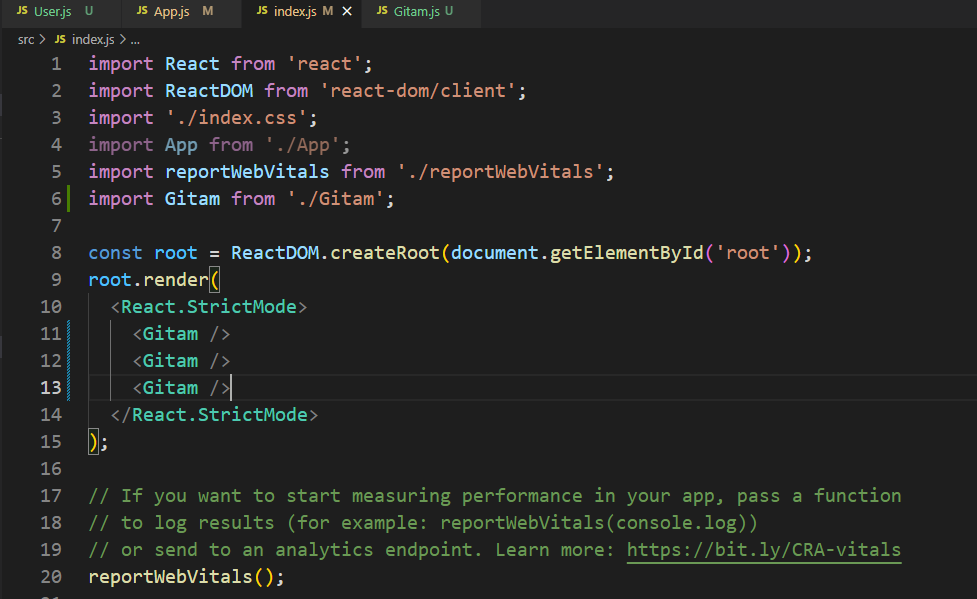 JS User.js U JS App.js M JS index.js M × JS Gitam.js U
src > JS index.js > ...
1 import React from 'react';
2 import ReactDOM from 'react-dom/client';
3 import './index.css';
4 import App from './App';
5 import reportWebVitals from './reportWebVitals';
6 import Gitam from './Gitam';
7
8 const root = ReactDOM.createRoot(document.getElementById('root'));
9 root.render(
10   <React.StrictMode>
11     <Gitam />
12     <Gitam />
13     <Gitam />
14   </React.StrictMode>
15 );
16
17 // If you want to start measuring performance in your app, pass a function
18 // to log results (for example: reportWebVitals(console.log))
19 // or send to an analytics endpoint. Learn more: https://bit.ly/CRA-vitals
20 reportWebVitals();